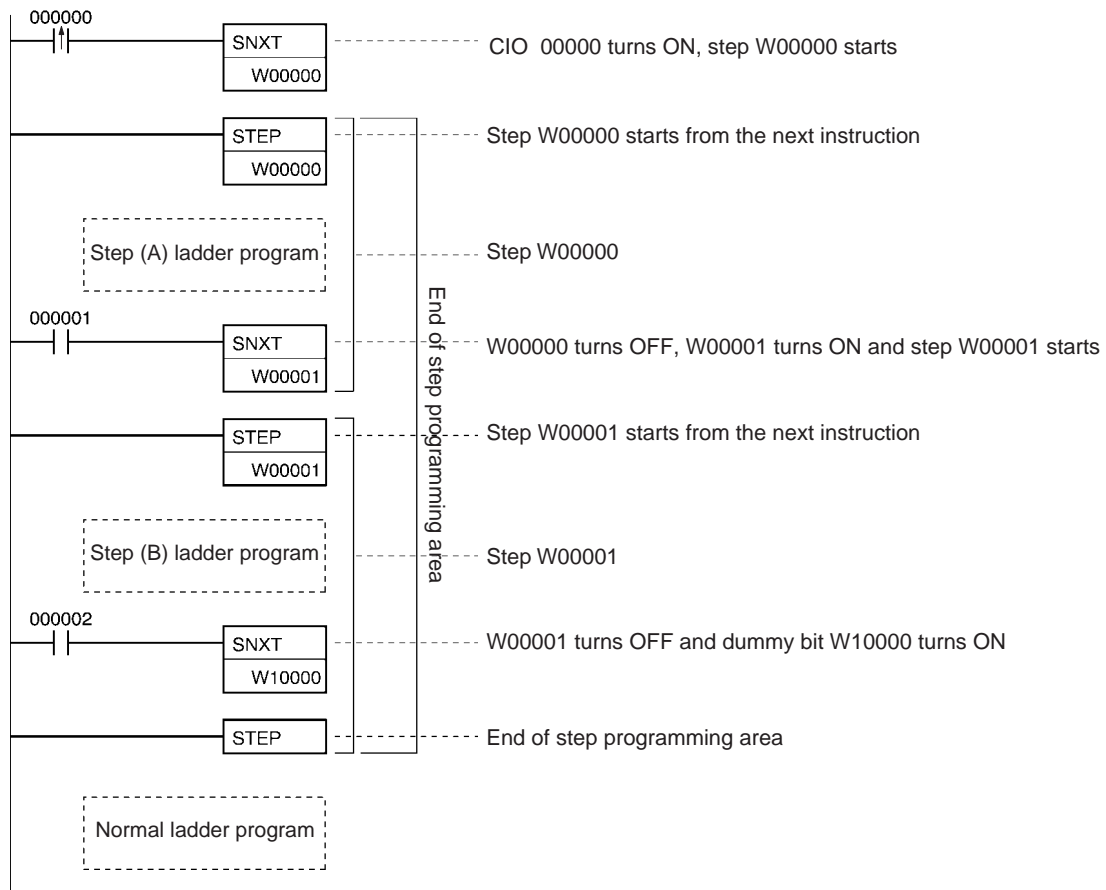 000000
SNXT
W00000
CIO  00000 turns ON, step W00000 starts
STEP
W00000
Step W00000 starts from the next instruction
Step (A) ladder program
Step W00000
End of step programming area
000001
SNXT
W00001
W00000 turns OFF, W00001 turns ON and step W00001 starts
STEP
W00001
Step W00001 starts from the next instruction
Step (B) ladder program
Step W00001
000002
SNXT
W10000
W00001 turns OFF and dummy bit W10000 turns ON
STEP
End of step programming area
Normal ladder program